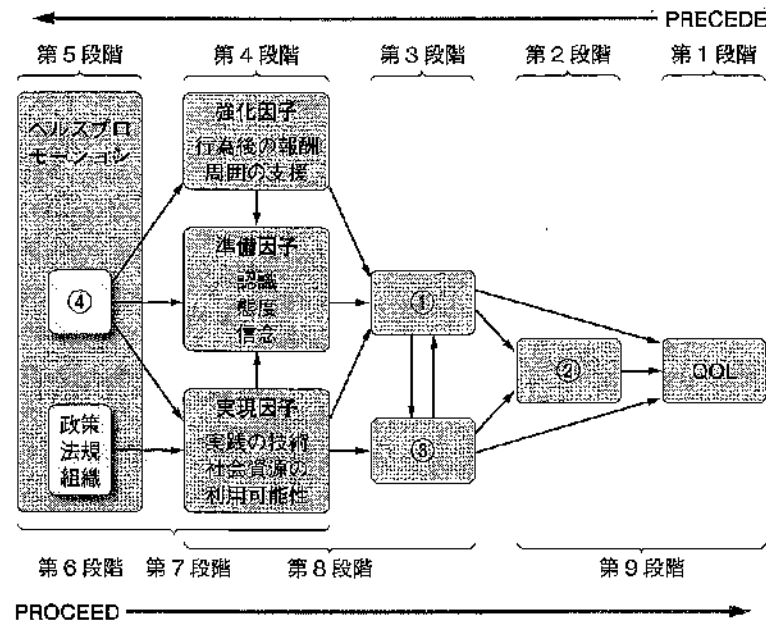 PRECEDE
第5段階
第4段階
第3段階
第2段階
第1段階
ヘルスプロ
モーション
強化因子
行為後の報酬
周囲の支援
準備因子
認識
態度
信念
④
①
②
QOL
実現因子
実践の技術
社会資源の
利用可能性
政策
法規
組織
③
第6段階
第7段階
第8段階
第9段階
PROCEED